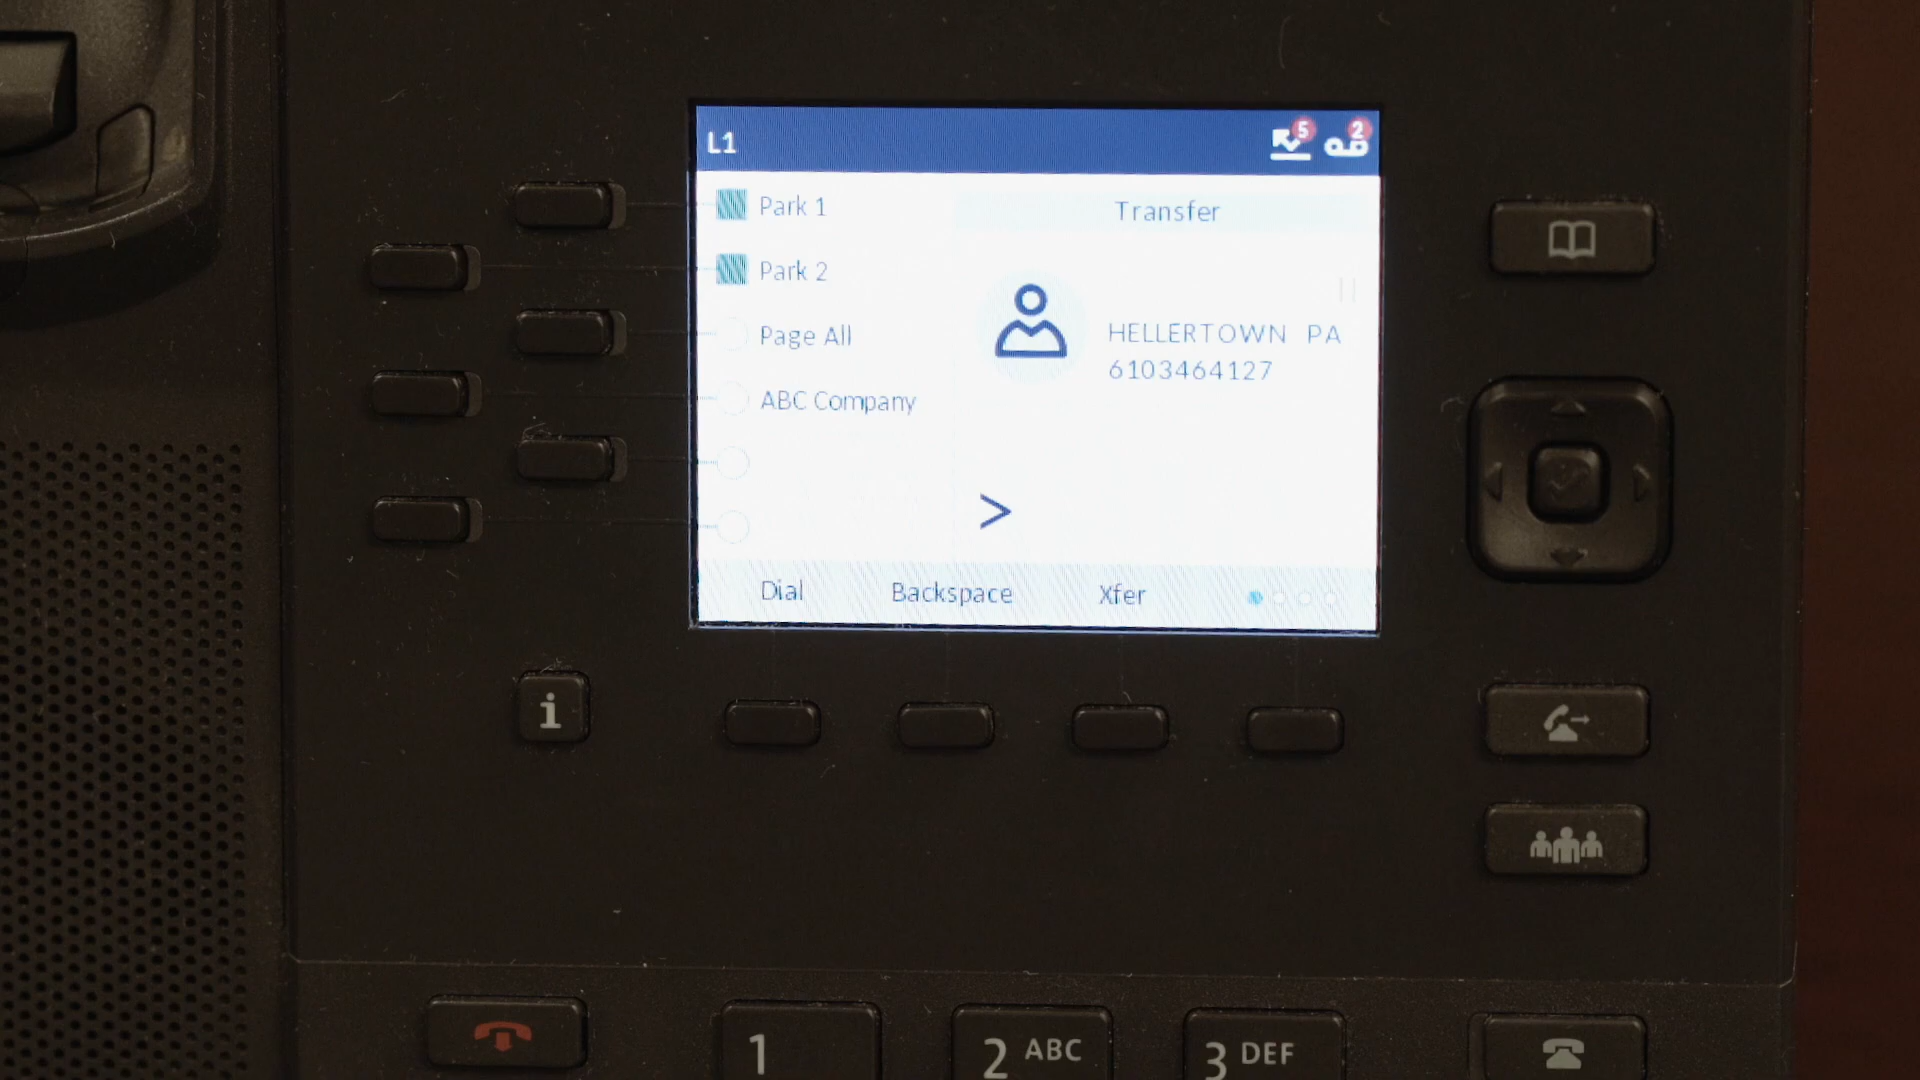 L1
5
2
Park 1
Transfer
Park 2
Page All
HELLERTOWN PA
6103464127
ABC Company
>
Dial
Backspace
Xfer
i
1
2 ABC
3 DEF